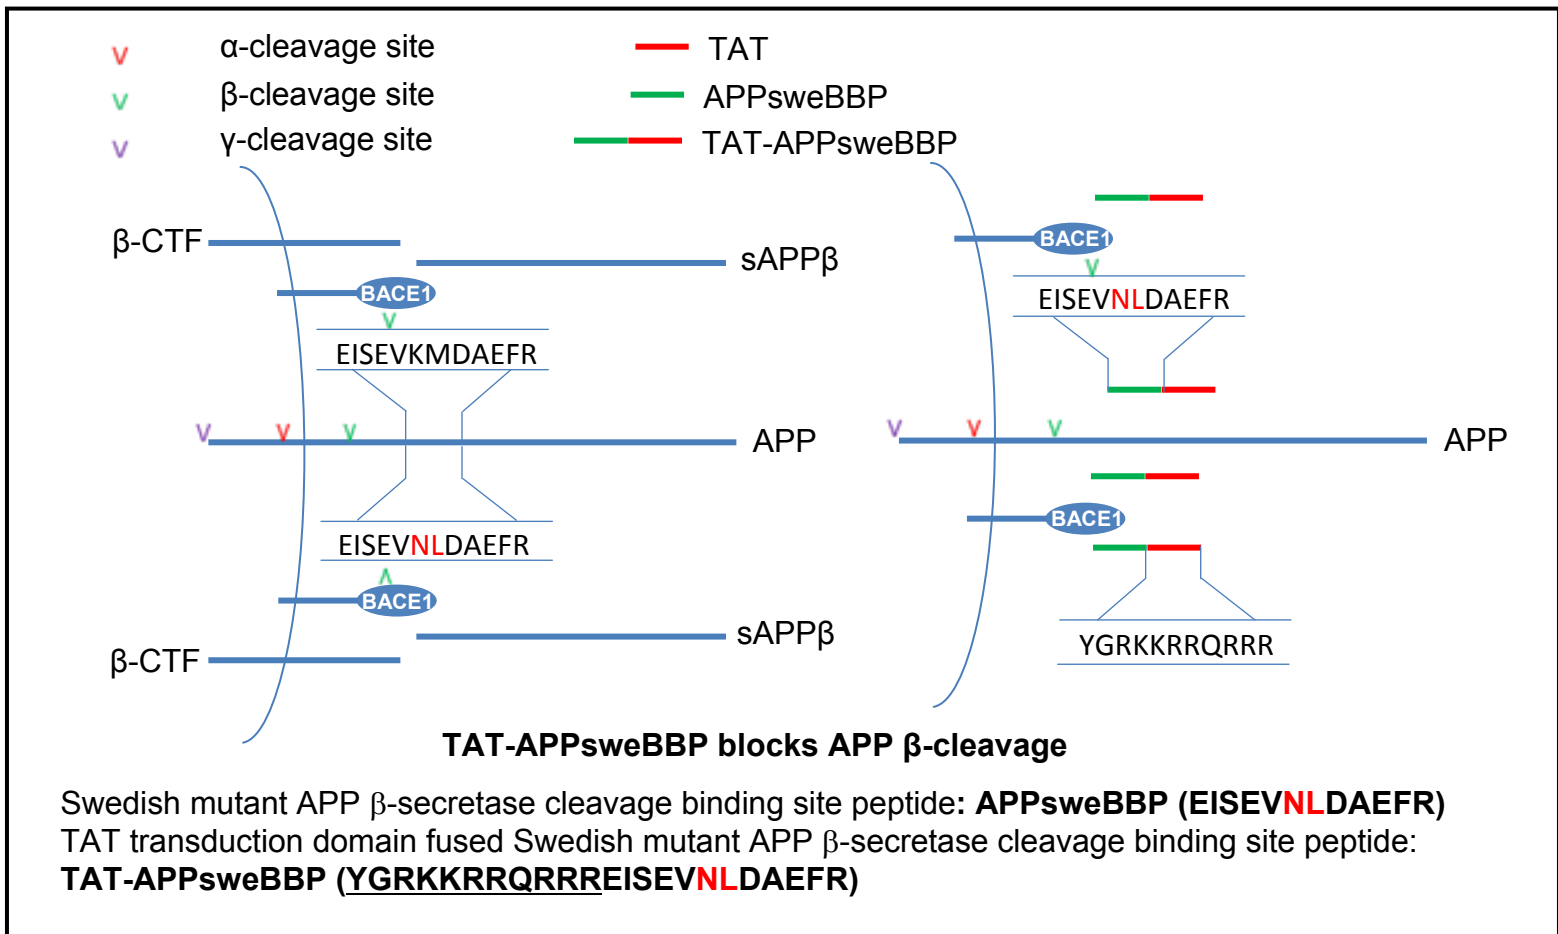 α-cleavage site
TAT
β-cleavage site
APPsweBBP
γ-cleavage site
TAT-APPsweBBP
β-CTF
sAPPβ
BACE1
EISEVKMDAEFR
APP
EISEVNLDAEFR
BACE1
sAPPβ
β-CTF
BACE1
EISEVNLDAEFR
APP
BACE1
YGRKKRRQRRR
TAT-APPsweBBP blocks APP β-cleavage
Swedish mutant APP β-secretase cleavage binding site peptide: APPsweBBP (EISEVNLDAEFR)
TAT transduction domain fused Swedish mutant APP β-secretase cleavage binding site peptide:
TAT-APPsweBBP (YGRKKRRQRRREISEVNLDAEFR)